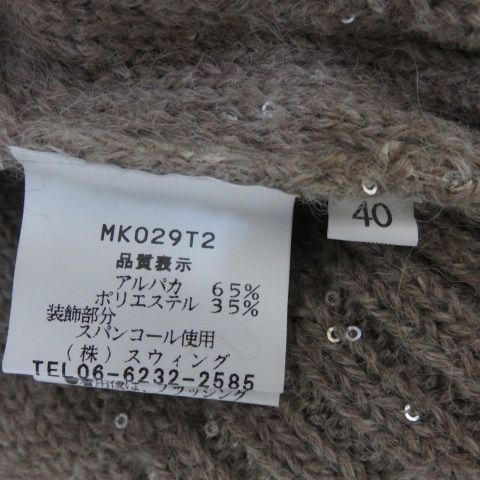 MK029T2
品質表示
アルパカ 65%
ポリエステル 35%
装飾部分
スパンコール使用
(株)スウィング
TEL06-6232-2585
40